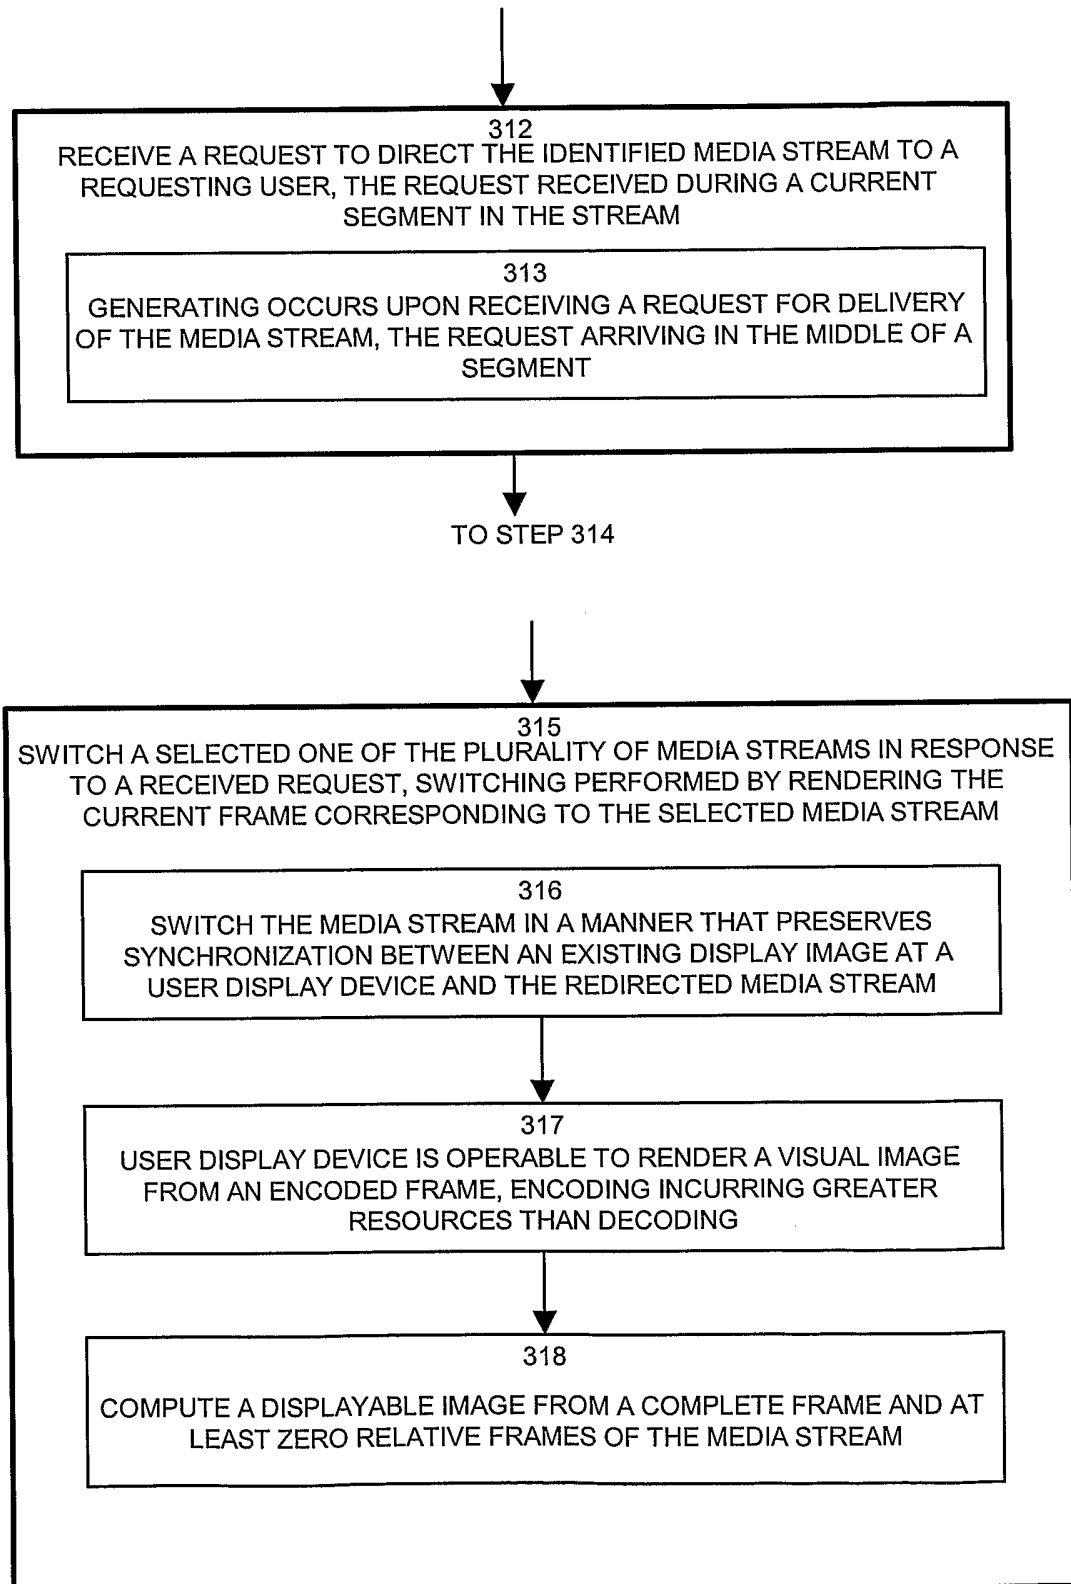 312
RECEIVE A REQUEST TO DIRECT THE IDENTIFIED MEDIA STREAM TO A
REQUESTING USER, THE REQUEST RECEIVED DURING A CURRENT
SEGMENT IN THE STREAM
313
GENERATING OCCURS UPON RECEIVING A REQUEST FOR DELIVERY
OF THE MEDIA STREAM, THE REQUEST ARRIVING IN THE MIDDLE OF A
SEGMENT
TO STEP 314
315
SWITCH A SELECTED ONE OF THE PLURALITY OF MEDIA STREAMS IN RESPONSE
TO A RECEIVED REQUEST, SWITCHING PERFORMED BY RENDERING THE
CURRENT FRAME CORRESPONDING TO THE SELECTED MEDIA STREAM
316
SWITCH THE MEDIA STREAM IN A MANNER THAT PRESERVES
SYNCHRONIZATION BETWEEN AN EXISTING DISPLAY IMAGE AT A
USER DISPLAY DEVICE AND THE REDIRECTED MEDIA STREAM
317
USER DISPLAY DEVICE IS OPERABLE TO RENDER A VISUAL IMAGE
FROM AN ENCODED FRAME, ENCODING INCURRING GREATER
RESOURCES THAN DECODING
318
COMPUTE A DISPLAYABLE IMAGE FROM A COMPLETE FRAME AND AT
LEAST ZERO RELATIVE FRAMES OF THE MEDIA STREAM